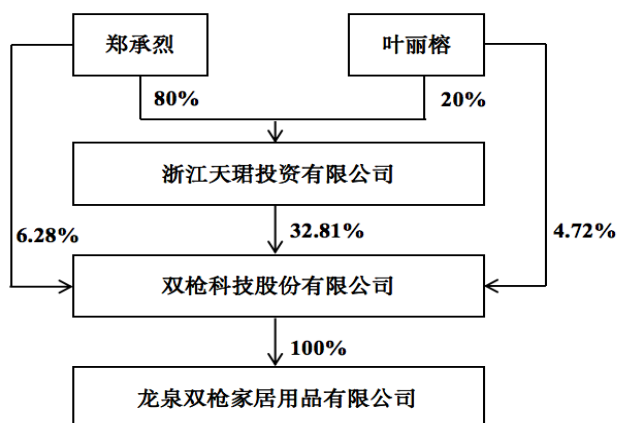 郑承烈
叶丽榕
80%
20%
浙江天珺投资有限公司
6.28%
32.81%
4.72%
双枪科技股份有限公司
100%
龙泉双枪家居用品有限公司